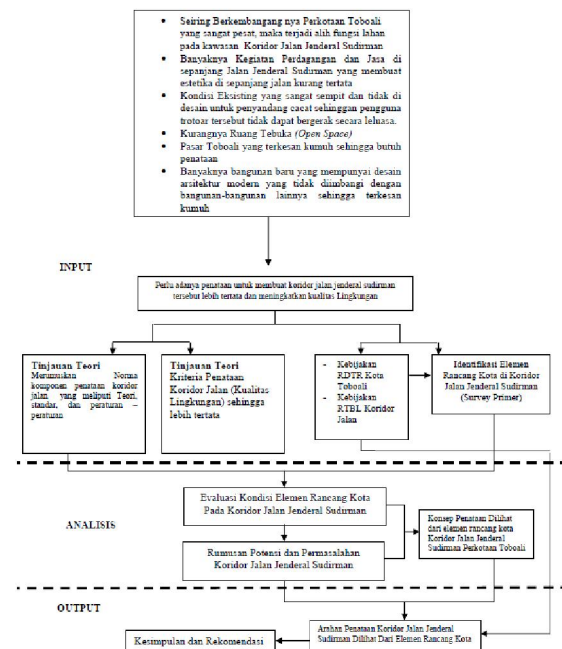 • Seiring Berkembangang nya Perkotaan Toboali
yang sangat pesat, maka terjadi alih fungsi lahan
pada kawasan Koridor Jalan Jenderal Sudirman
• Banyaknya Kegiatan Perdagangan dan Jasa di
sepanjang Jalan Jenderal Sudirman yang membuat
estetika di sepanjang jalan kurang tertata
• Kondisi Eksisting yang sangat sempit dan tidak di
desain untuk penyandang cacat sehinggan pengguna
trotoar tersebut tidak dapat bergerak secara leluasa.
• Kurangnya Ruang Tebuka (Open Space)
• Pasar Toboali yang terkesan kumuh sehingga butuh
penataan
• Banyaknya bangunan baru yang mempunyai desain
arsitektur modern yang tidak diimbangi dengan
bangunan-bangunan lainnya sehingga terkesan
kumuh
INPUT
Perlu adanya penataan untuk membuat koridor jalan jenderal sudirman
tersebut lebih tertata dan meningkatkan kualitas Lingkungan
Tinjauan Teori
Merumuskan Norma
komponen penataan koridor
jalan yang meliputi Teori,
standar, dan peraturan –
peraturan
Tinjauan Teori
Kriteria Penataan
Koridor Jalan (Kualitas
Lingkungan) sehingga
lebih tertata
- Kebijakan
RDTR Kota
Toboali
- Kebijakan
RTBL Koridor
Jalan
Identifikasi Elemen
Rancang Kota di Koridor
Jalan Jenderal Sudirman
(Survey Primer)
ANALISIS
Evaluasi Kondisi Elemen Rancang Kota
Pada Koridor Jalan Jenderal Sudirman
Rumusan Potensi dan Permasalahan
Koridor Jalan Jenderal Sudirman
Konsep Penataan Dilihat
dari elemen rancang kota
Koridor Jalan Jenderal
Sudirman Perkotaan Toboali
OUTPUT
Arahan Penataan Koridor Jalan Jenderal
Sudirman Dilihat Dari Elemen Rancang Kota
Kesimpulan dan Rekomendasi